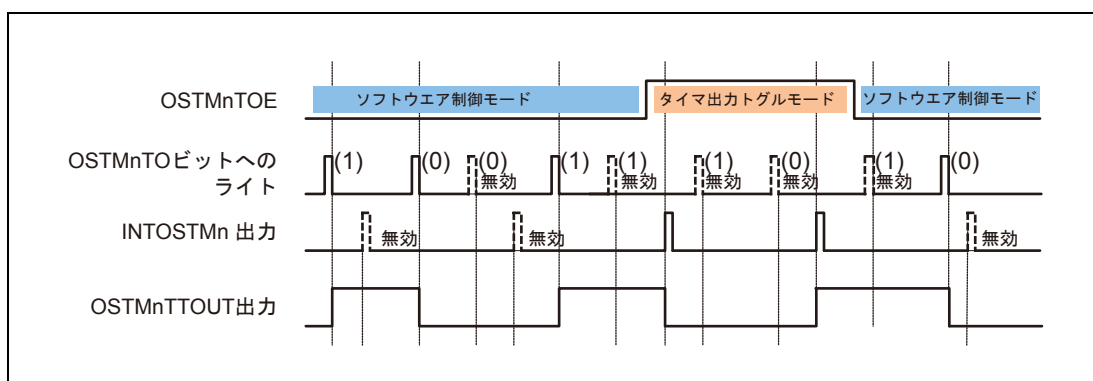 OSTMnTOE
ソフトウエア制御モード
タイマ出力トグルモード
ソフトウエア制御モード
OSTMnTOビットへの
ライト
(1)
(0)
(0)
無効
(1)
(1)
無効
(1)
無効
(0)
無効
(1)
無効
(0)
INTOSTMn 出力
無効
無効
無効
OSTMnTTOUT出力